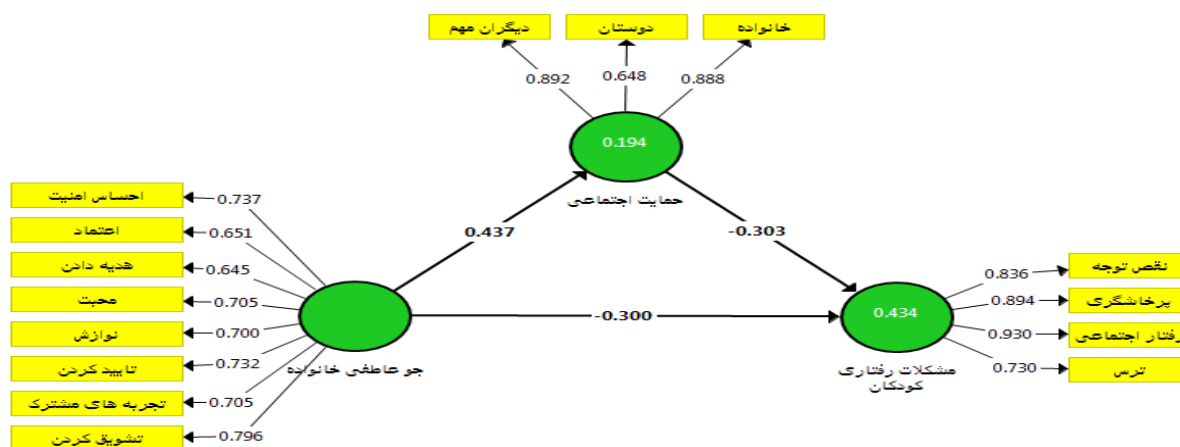 دیگران مهم
دوستان
خانواده
0.892
0.648
0.888
0.194
حمایت اجتماعی
احساس امنیت
اعتماد
هدیه دادن
محبت
نوازش
تایید کردن
تجربه های مشترک
تشویق کردن
0.737
0.651
0.645
0.705
0.700
0.732
0.705
0.796
جو عاطفی خانواده
0.437
-0.303
-0.300
0.434
مشکلات رفتاری
کودکان
0.836
0.894
0.930
0.730
نقص توجه
پرخاشگری
رفتار اجتماعی
ترس